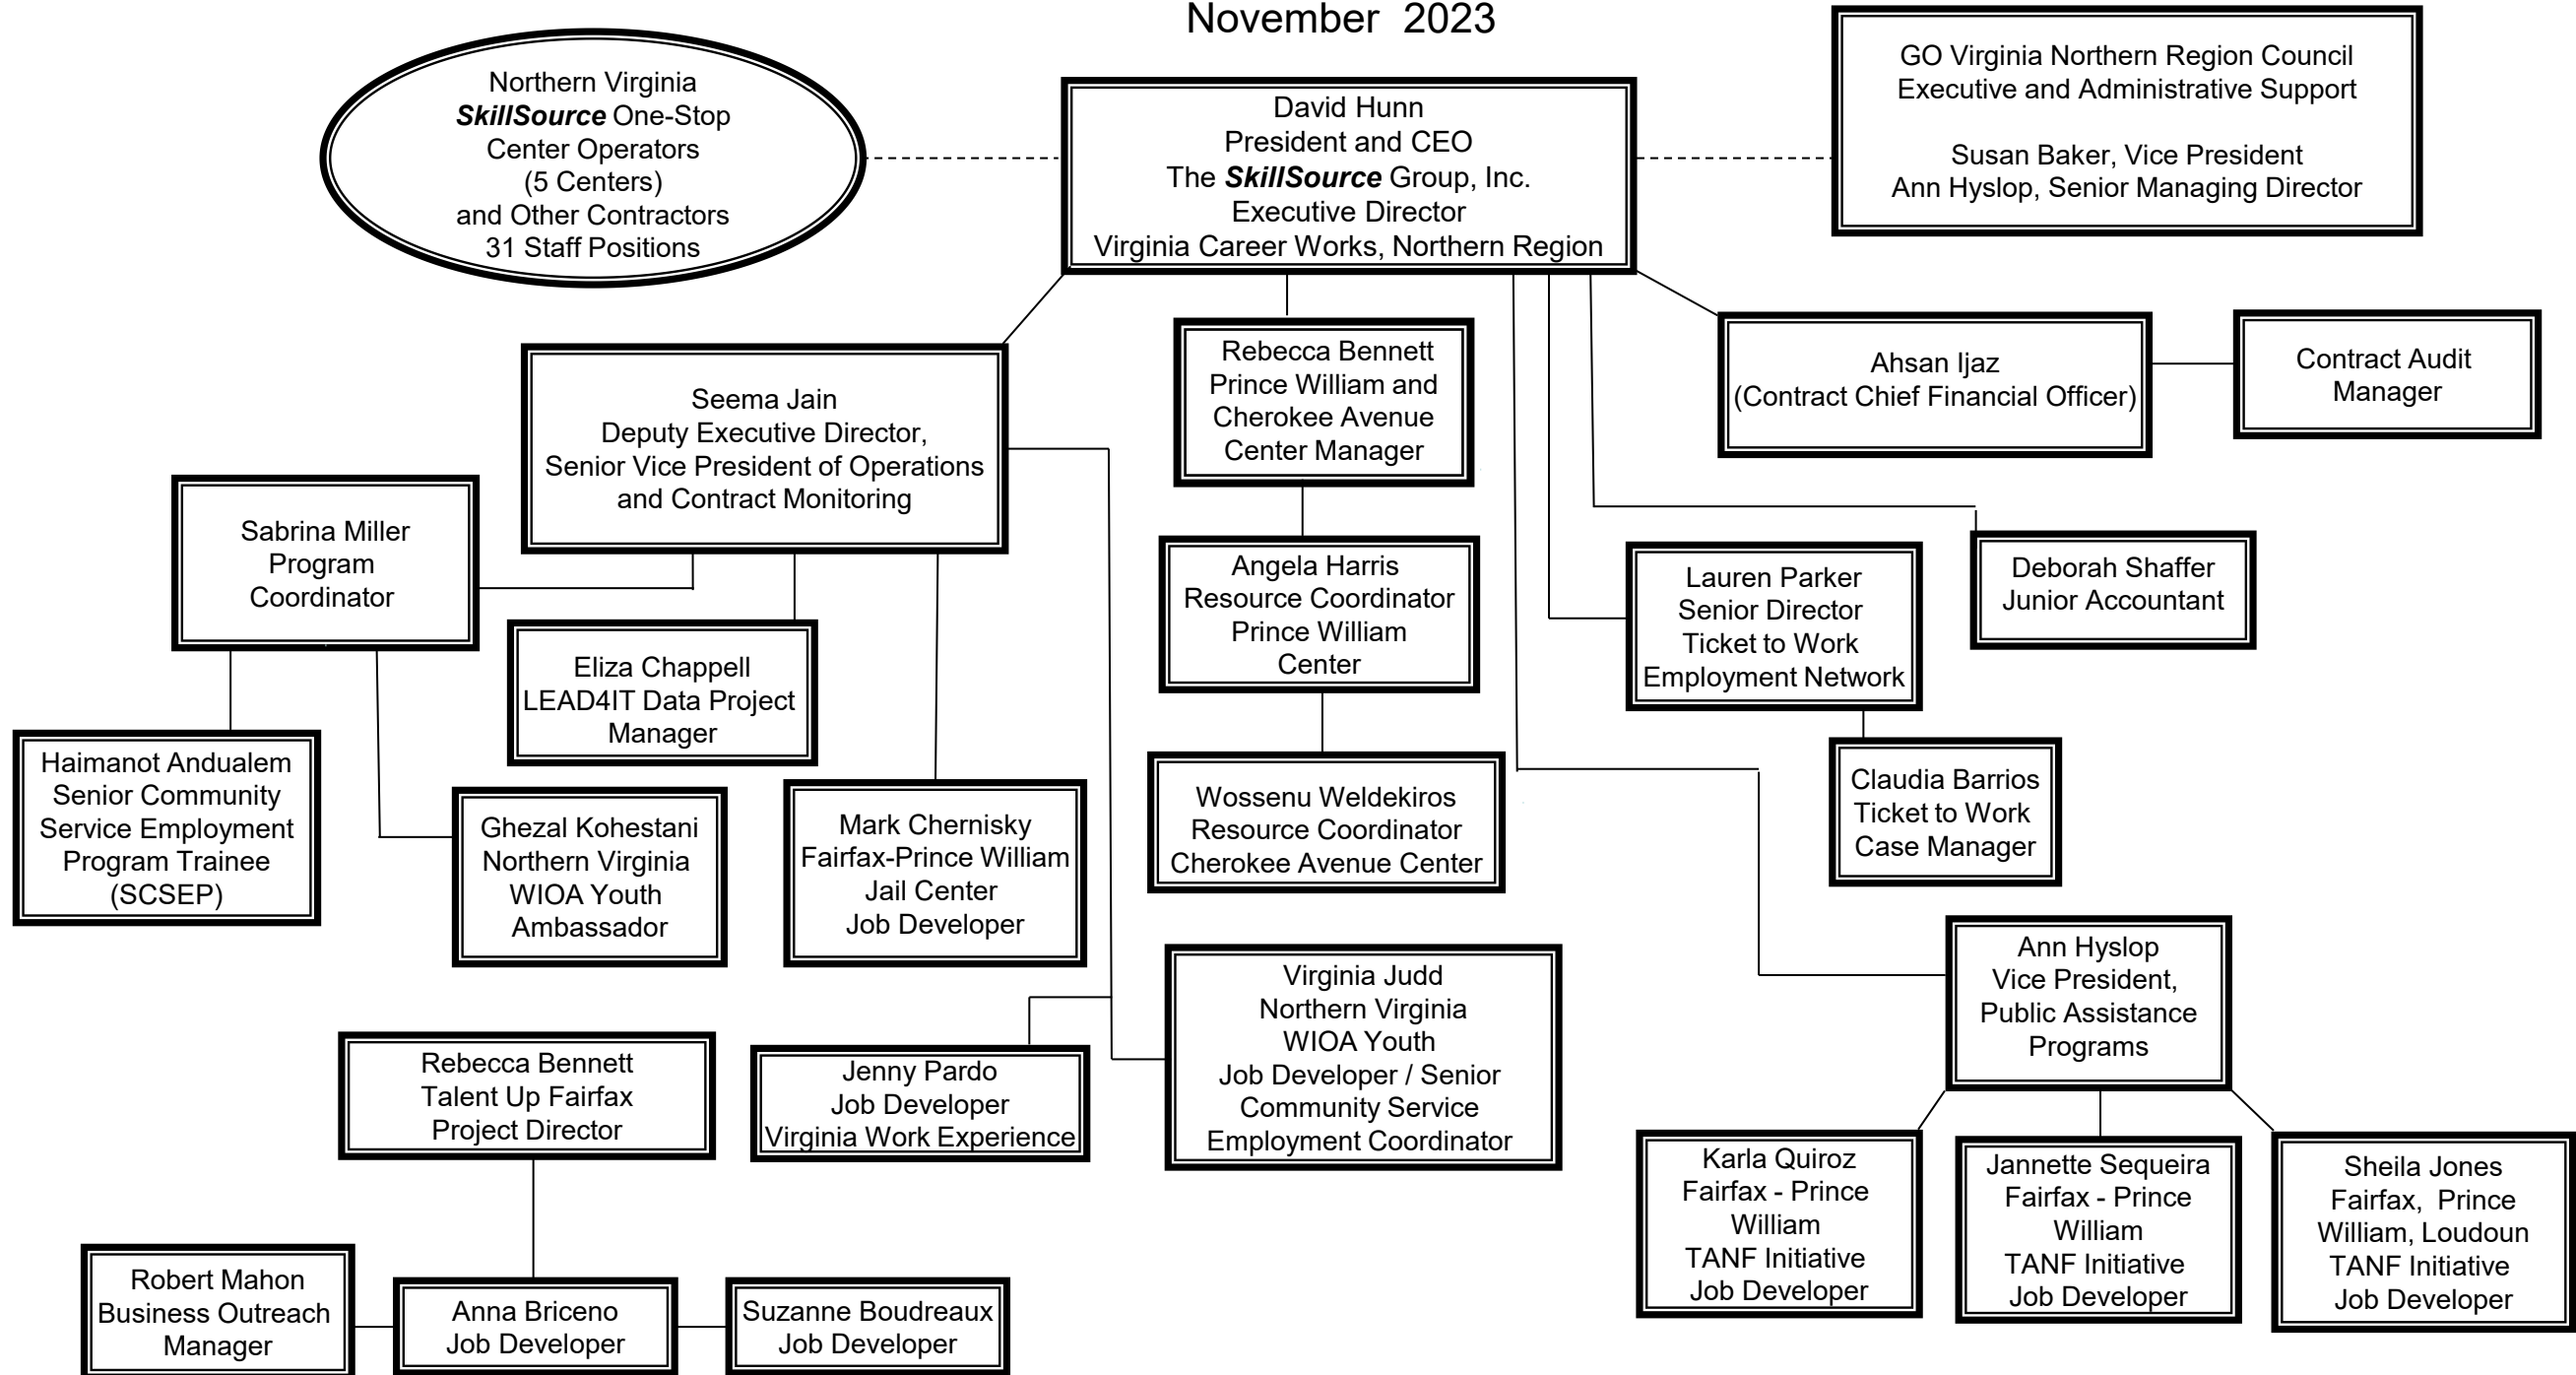 November 2023
Northern Virginia
SkillSource One-Stop
Center Operators
(5 Centers)
and Other Contractors
31 Staff Positions
David Hunn
President and CEO
The SkillSource Group, Inc.
Executive Director
Virginia Career Works, Northern Region
GO Virginia Northern Region Council
Executive and Administrative Support
Susan Baker, Vice President
Ann Hyslop, Senior Managing Director
Seema Jain
Deputy Executive Director,
Senior Vice President of Operations
and Contract Monitoring
Rebecca Bennett
Prince William and
Cherokee Avenue
Center Manager
Ahsan Ijaz
(Contract Chief Financial Officer)
Contract Audit
Manager
Sabrina Miller
Program
Coordinator
Angela Harris
Resource Coordinator
Prince William
Center
Lauren Parker
Senior Director
Ticket to Work
Employment Network
Deborah Shaffer
Junior Accountant
Eliza Chappell
LEAD4IT Data Project
Manager
Haimanot Andualem
Senior Community
Service Employment
Program Trainee
(SCSEP)
Ghezal Kohestani
Northern Virginia
WIOA Youth
Ambassador
Mark Chernisky
Fairfax-Prince William
Jail Center
Job Developer
Wossenu Weldekiros
Resource Coordinator
Cherokee Avenue Center
Claudia Barrios
Ticket to Work
Case Manager
Virginia Judd
Northern Virginia
WIOA Youth
Job Developer / Senior
Community Service
Employment Coordinator
Ann Hyslop
Vice President,
Public Assistance
Programs
Rebecca Bennett
Talent Up Fairfax
Project Director
Jenny Pardo
Job Developer
Virginia Work Experience
Karla Quiroz
Fairfax - Prince
William
TANF Initiative
Job Developer
Jannette Sequeira
Fairfax - Prince
William
TANF Initiative
Job Developer
Sheila Jones
Fairfax, Prince
William, Loudoun
TANF Initiative
Job Developer
Robert Mahon
Business Outreach
Manager
Anna Briceno
Job Developer
Suzanne Boudreaux
Job Developer